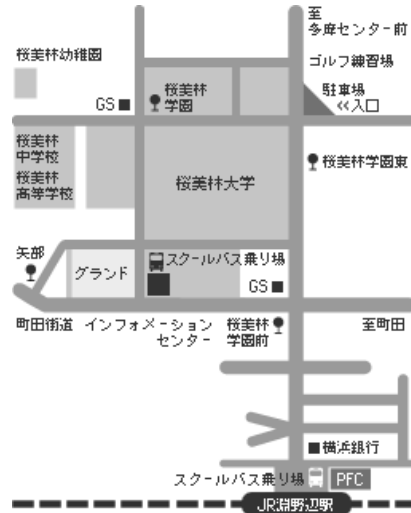 至
多摩センター前
桜美林幼稚園
ゴルフ練習場
GS■
桜美林
学園
駐車場
≪入口
桜美林
中学校
桜美林
高等学校
桜美林大学
桜美林学園東
矢部
グランド
スクールバス乗り場
GS■
町田街道
インフォメーション
センター
桜美林
学園前
至町田
■横浜銀行
スクールバス乗り場
PFC
JR淵野辺駅